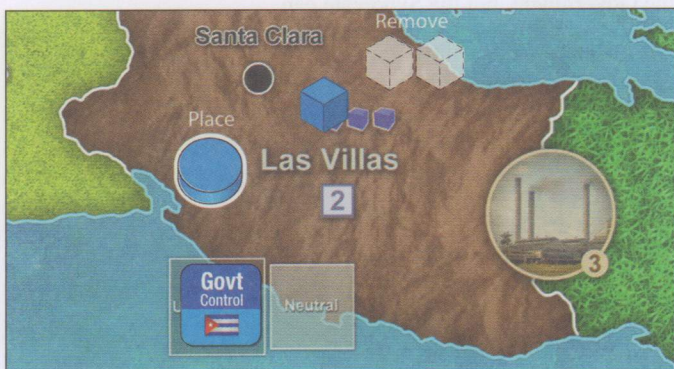 Remove
Santa Clara
Place
Las Villas
2
3
Govt
Control
Neutral